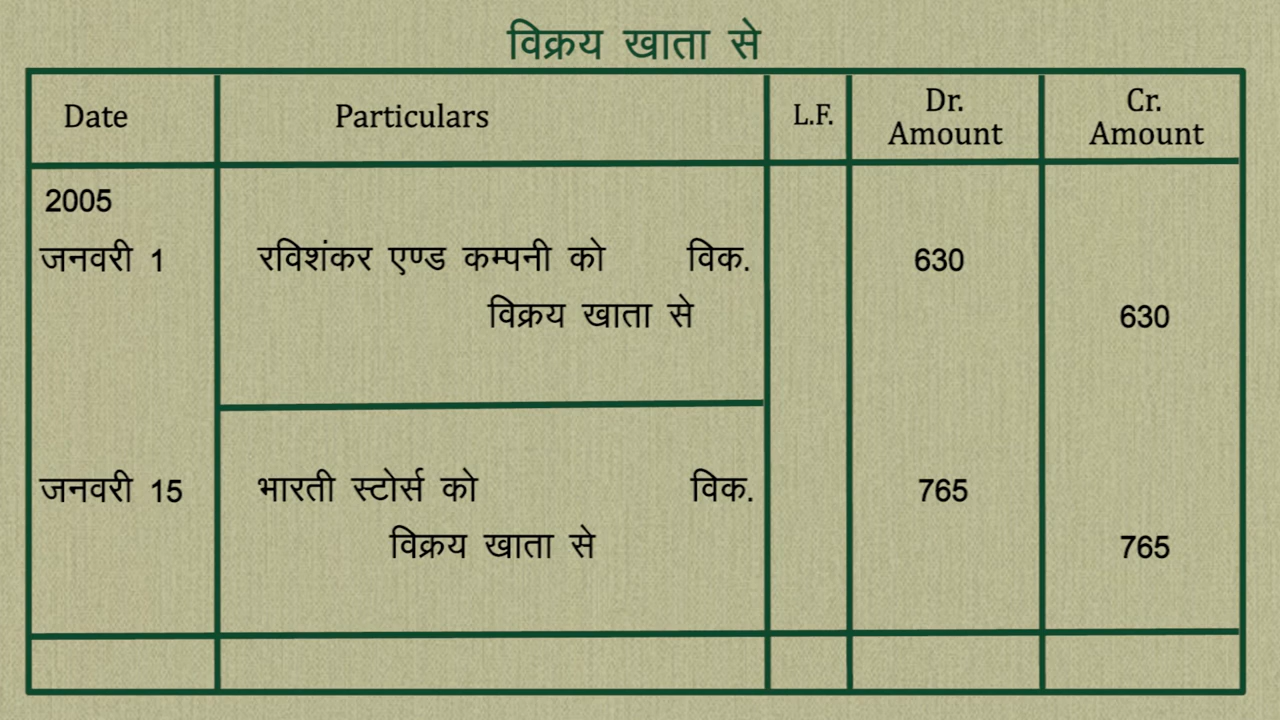 विक्रय खाता से
Date Particulars L.F. Dr. Amount Cr. Amount
2005
जनवरी 1 रविशंकर एण्ड कम्पनी को विक. 630
विक्रय खाता से 630
जनवरी 15 भारती स्टोर्स को विक. 765
विक्रय खाता से 765